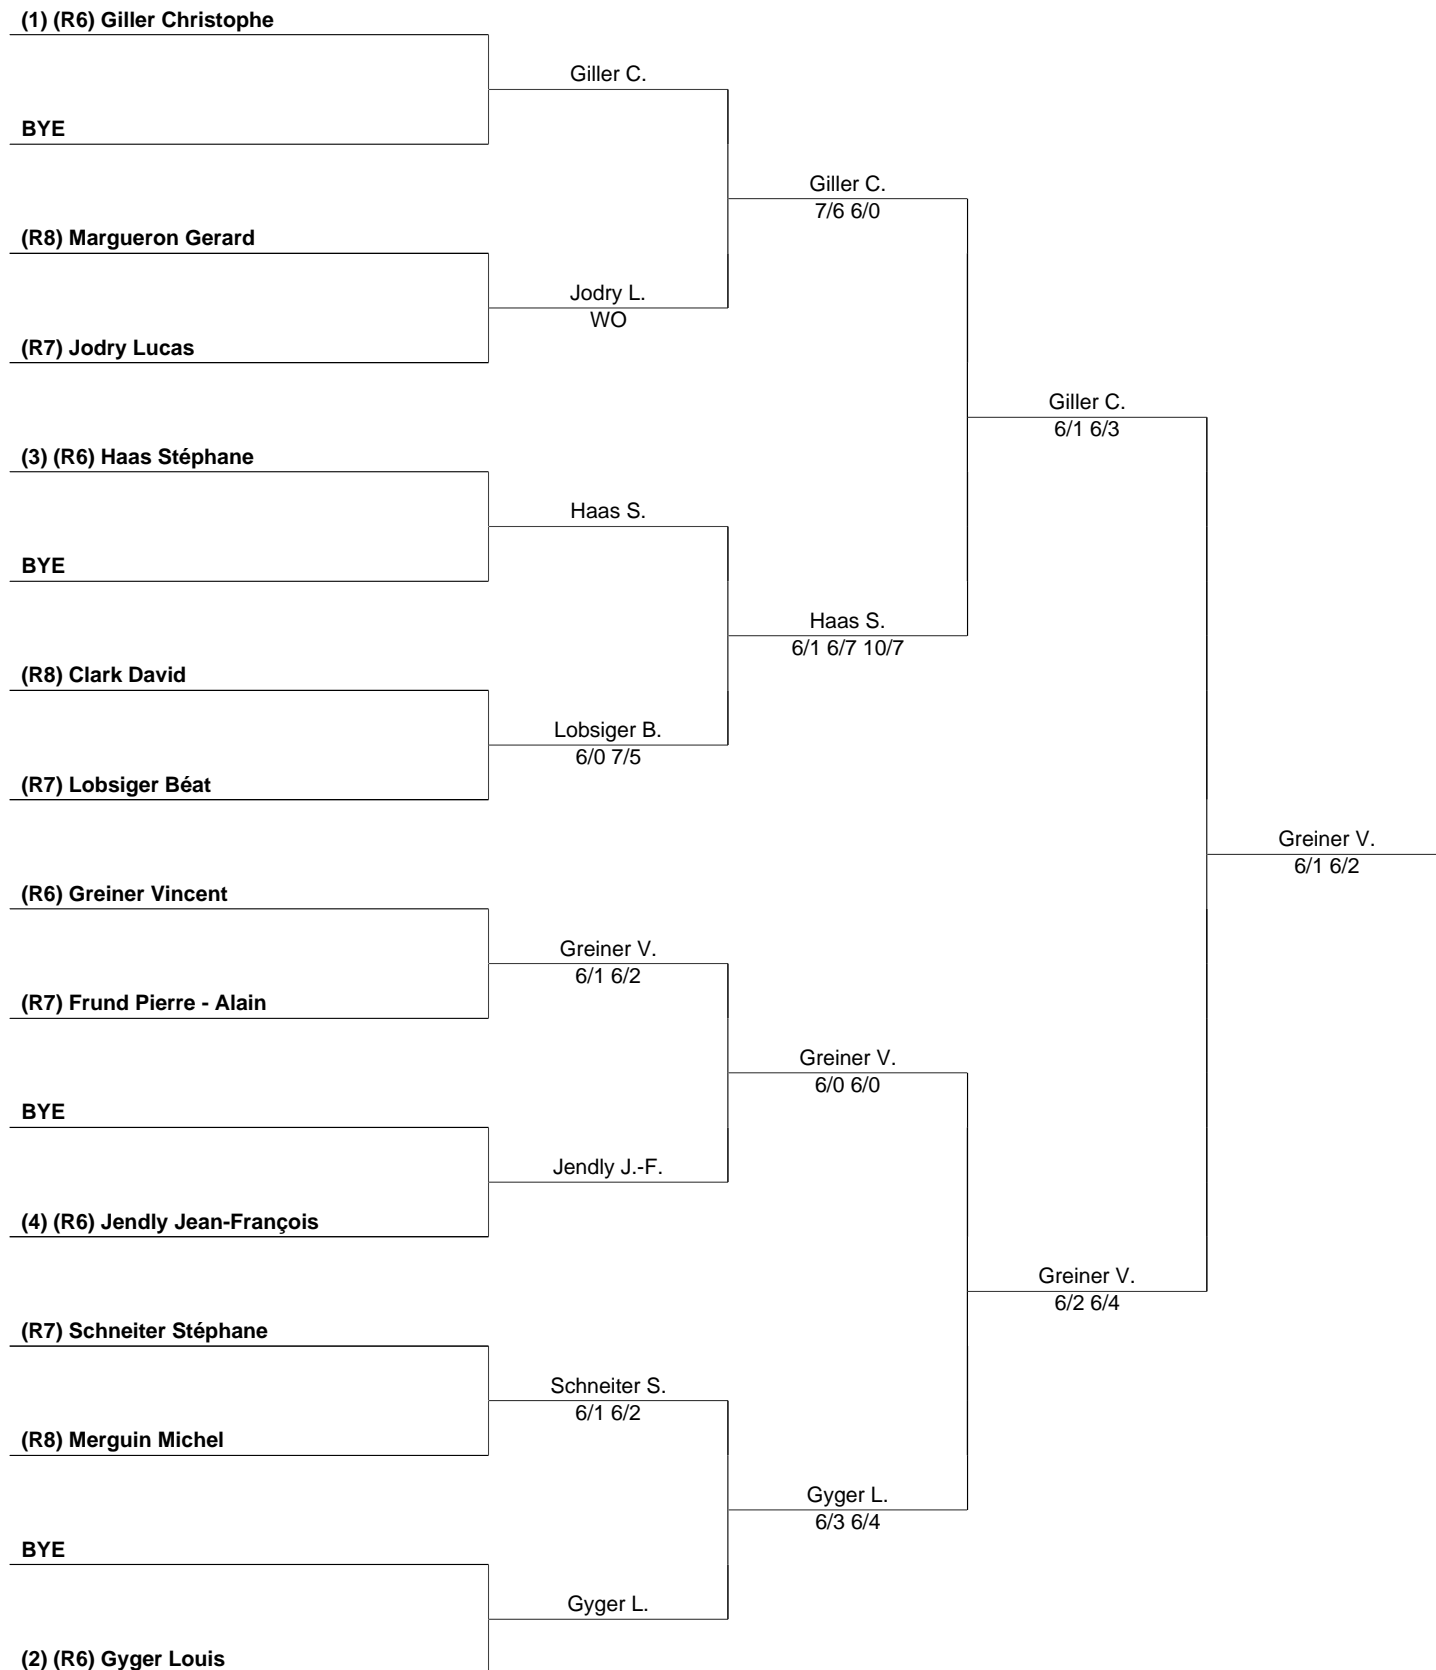 (1) (R6) Giller Christophe
Giller C.
BYE
Giller C.
7/6 6/0
(R8) Margueron Gerard
Jodry L.
WO
(R7) Jodry Lucas
Giller C.
6/1 6/3
(3) (R6) Haas Stéphane
Haas S.
BYE
Haas S.
6/1 6/7 10/7
(R8) Clark David
Lobsiger B.
6/0 7/5
(R7) Lobsiger Béat
Greiner V.
6/1 6/2
(R6) Greiner Vincent
Greiner V.
6/1 6/2
(R7) Frund Pierre - Alain
Greiner V.
6/0 6/0
BYE
Jendly J.-F.
(4) (R6) Jendly Jean-François
Greiner V.
6/2 6/4
(R7) Schneiter Stéphane
Schneiter S.
6/1 6/2
(R8) Merguin Michel
Gyger L.
6/3 6/4
BYE
Gyger L.
(2) (R6) Gyger Louis